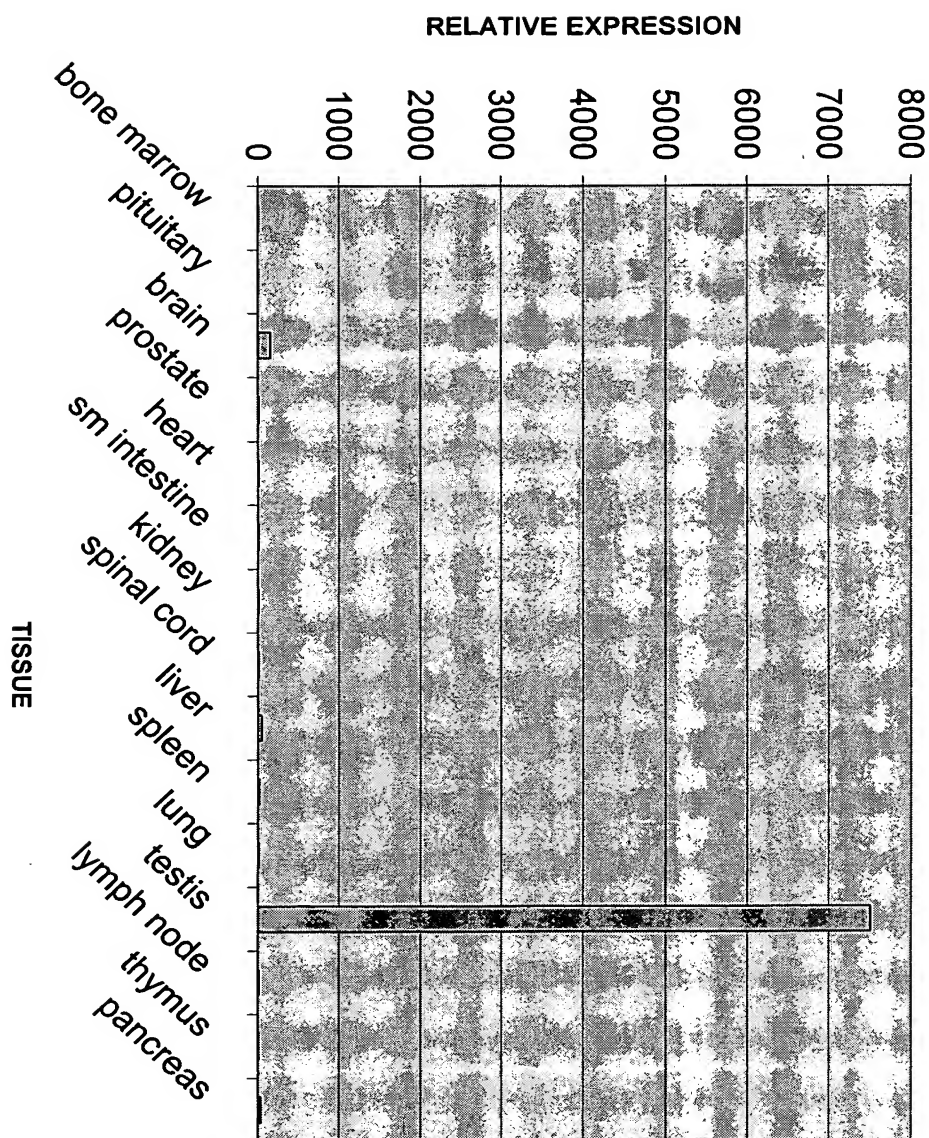 RELATIVE EXPRESSION
8000
7000
6000
5000
4000
3000
2000
1000
0
bone marrow
pituitary
brain
prostate
heart
sm intestine
kidney
spinal cord
liver
spleen
lung
testis
lymph node
thymus
pancreas
TISSUE